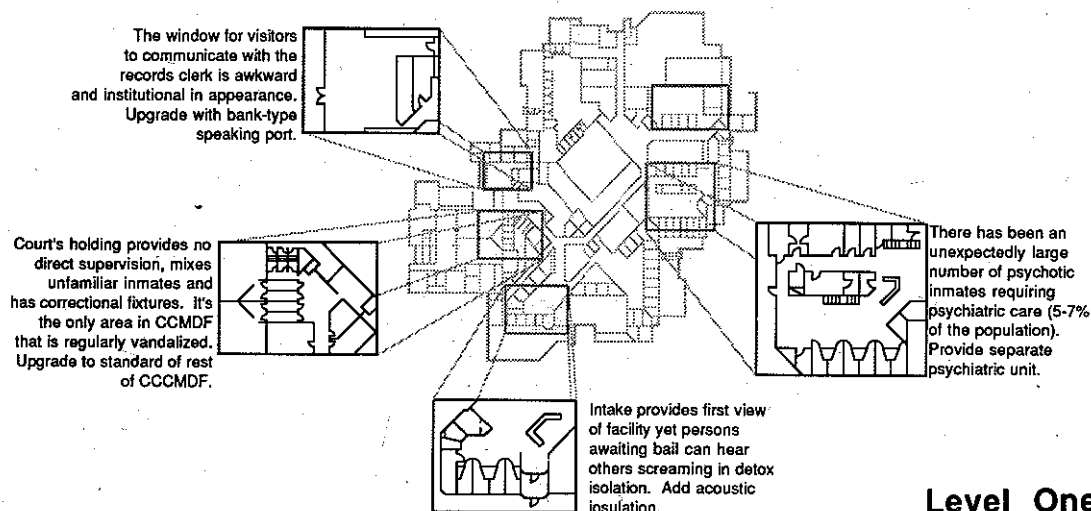 The window for visitors
to communicate with the
records clerk is awkward
and institutional in appearance.
Upgrade with bank-type
speaking port.
Court's holding provides no
direct supervision, mixes
unfamiliar inmates and
has correctional fixtures. It's
the only area in CCMDF
that is regularly vandalized.
Upgrade to standard of rest
of CCCMDF.
There has been an
unexpectedly large
number of psychotic
inmates requiring
psychiatric care (5-7%
of the population).
Provide separate
psychiatric unit.
Intake provides first view
of facility yet persons
awaiting bail can hear
others screaming in detox
isolation. Add acoustic
insulation.
Level One